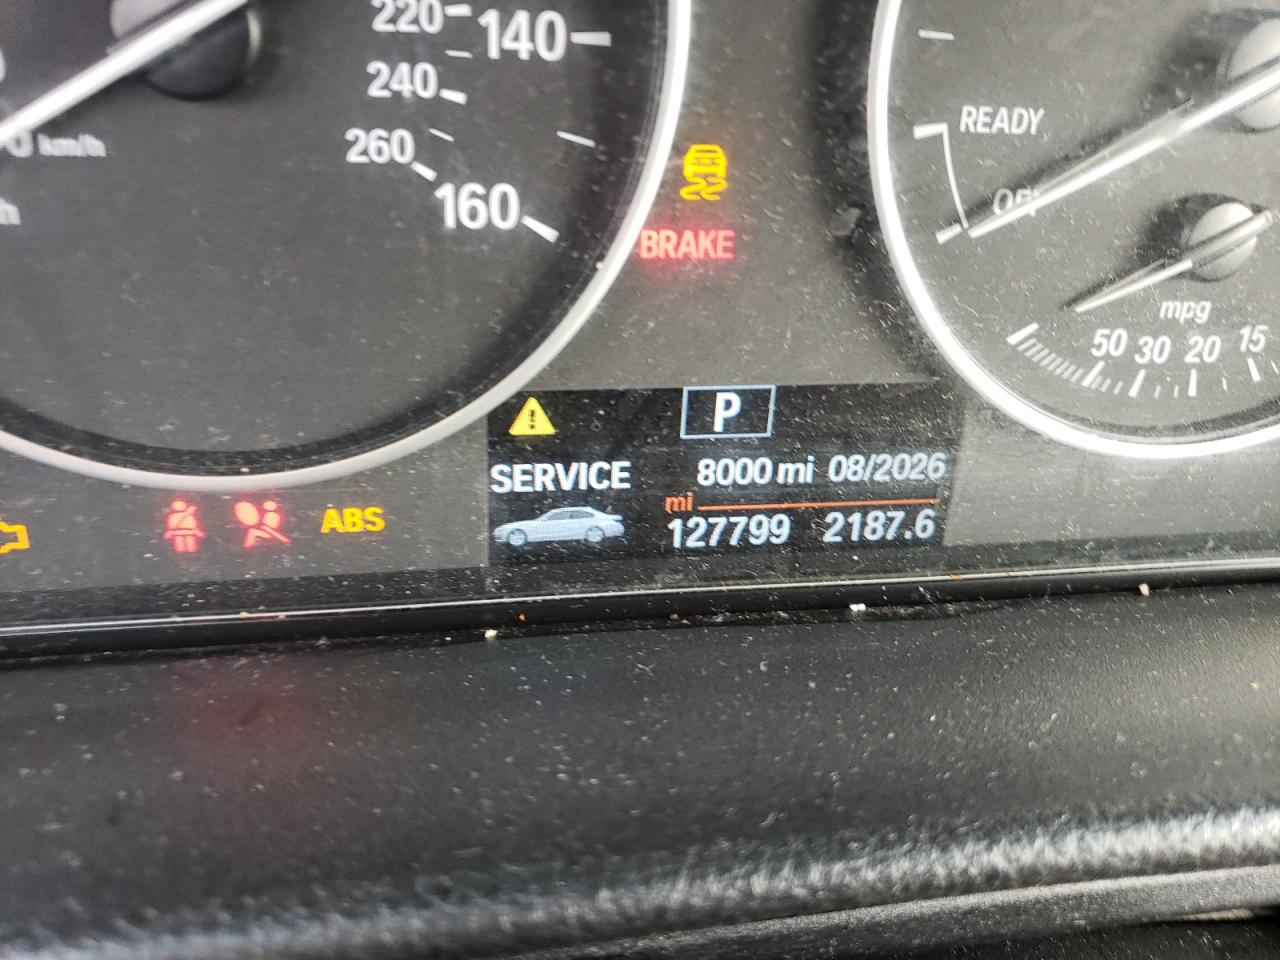 220 140
240
260
km/h
160
BRAKE
READY
OFF
mpg
50 30 20 15
P
SERVICE 8000 mi 08/2026
mi
127799 2187.6
ABS